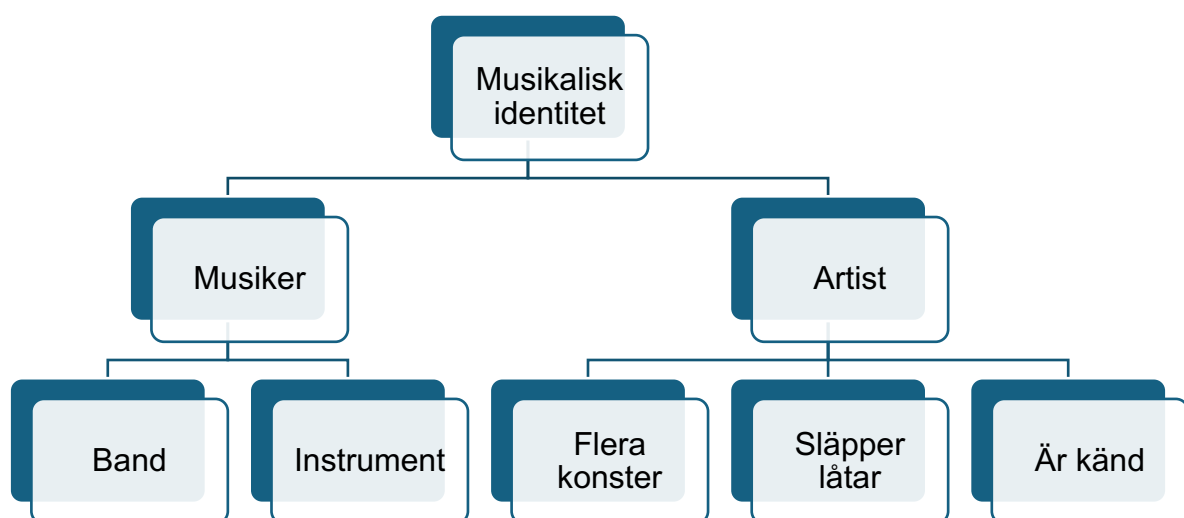 Musikalisk
identitet
Musiker
Artist
Band
Instrument
Flera
konster
Släpper
låtar
Är känd